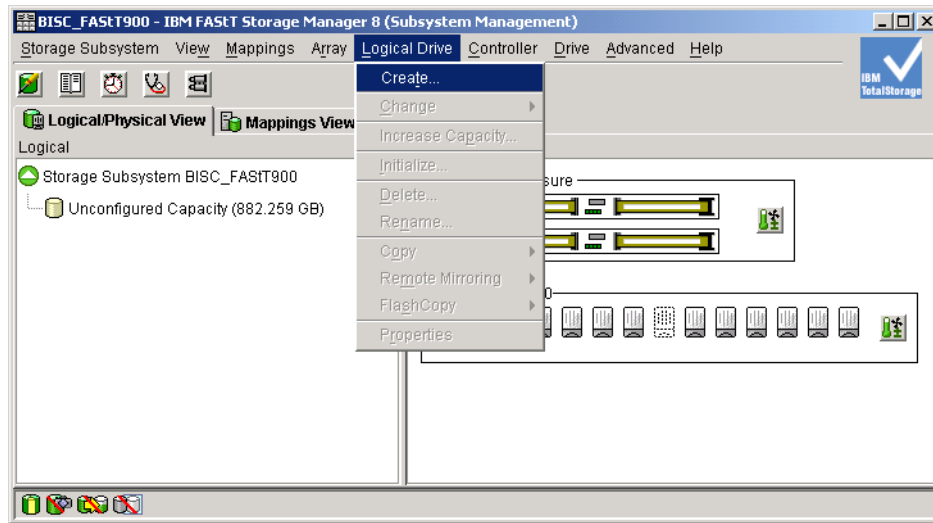 BISC_FAStT900 - IBM FAStT Storage Manager 8 (Subsystem Management)
Storage Subsystem View Mappings Array Logical Drive Controller Drive Advanced Help
IBM
TotalStorage
Logical/Physical View
Mappings View
Logical
Storage Subsystem BISC_FAStT900
Unconfigured Capacity (882.259 GB)
Create...
Change
Increase Capacity...
Initialize...
Delete...
Rename...
Copy
Remote Mirroring
FlashCopy
Properties
sure
0